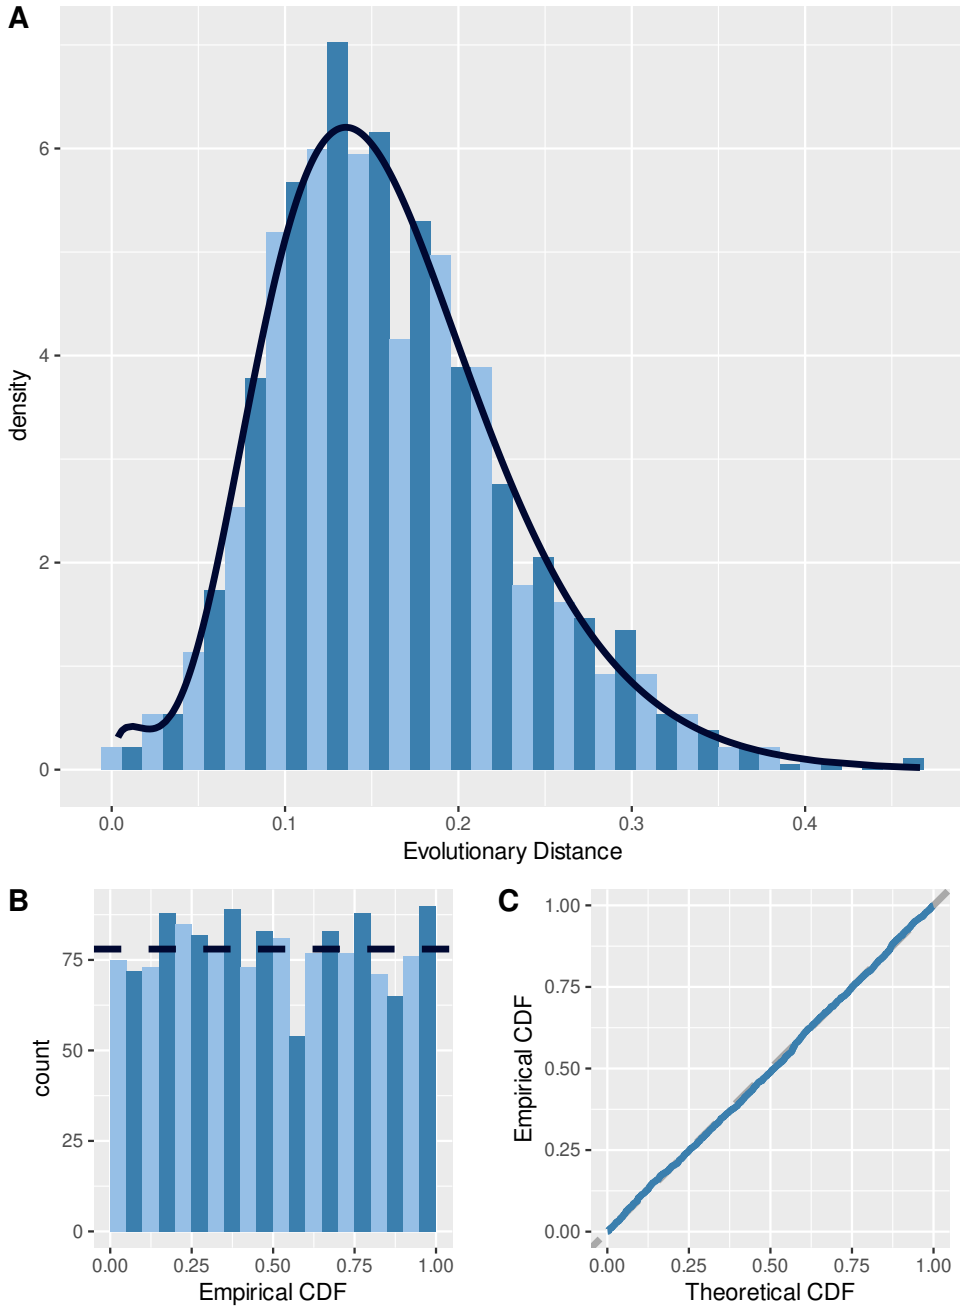 A
density
6
4
2
0
0.0 0.1 0.2 0.3 0.4
Evolutionary Distance
B
count
75
50
25
0
0.00 0.25 0.50 0.75 1.00
Empirical CDF
C
Empirical CDF
1.00
0.75
0.50
0.25
0.00
0.00 0.25 0.50 0.75 1.00
Theoretical CDF